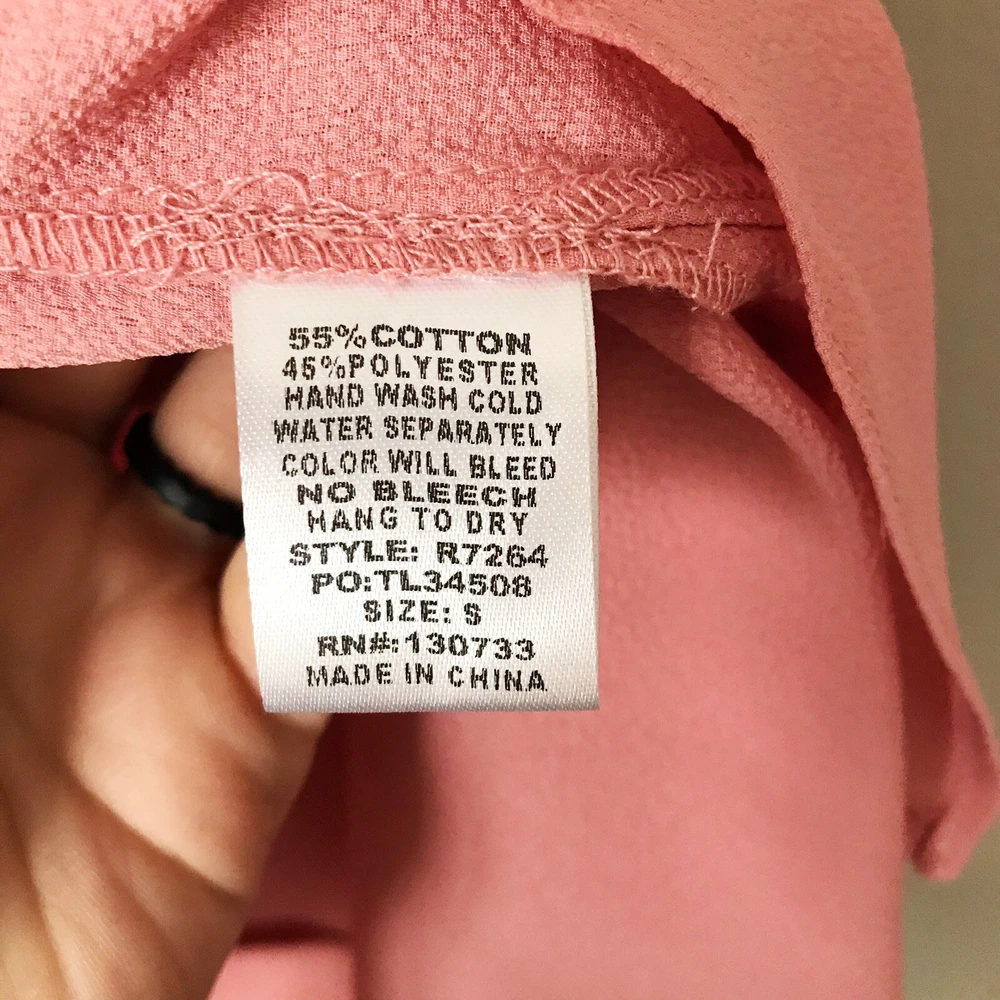 55%COTTON
45%POLYESTER
HAND WASH COLD
WATER SEPARATELY
COLOR WILL BLEED
NO BLEECH
HANG TO DRY
STYLE: R7264
PO:TL34508
SIZE: S
RN#:130733
MADE IN CHINA